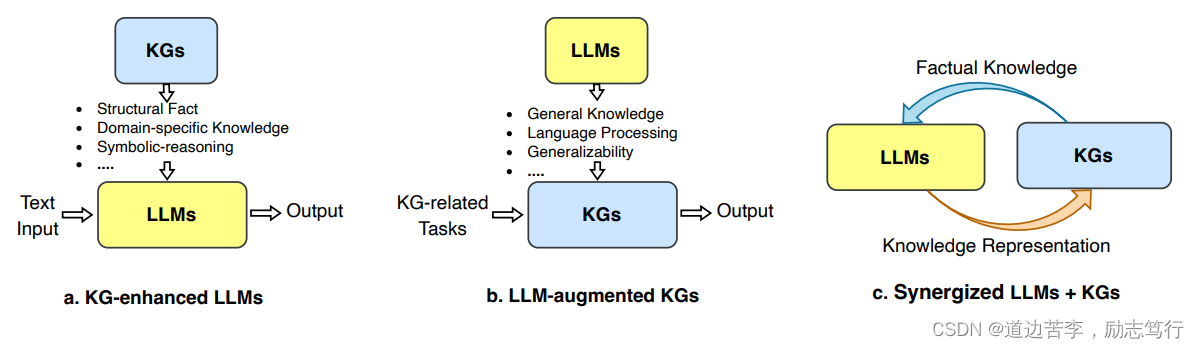 KGs
• Structural Fact
• Domain-specific Knowledge
• Symbolic-reasoning
• ....
Text
Input
LLMs
Output
a. KG-enhanced LLMs
LLMs
• General Knowledge
• Language Processing
• Generalizability
• ....
KG-related
Tasks
KGs
Output
b. LLM-augmented KGs
Factual Knowledge
LLMs
KGs
Knowledge Representation
c. Synergized LLMs + KGs
CSDN @道边苦李，励志笃行